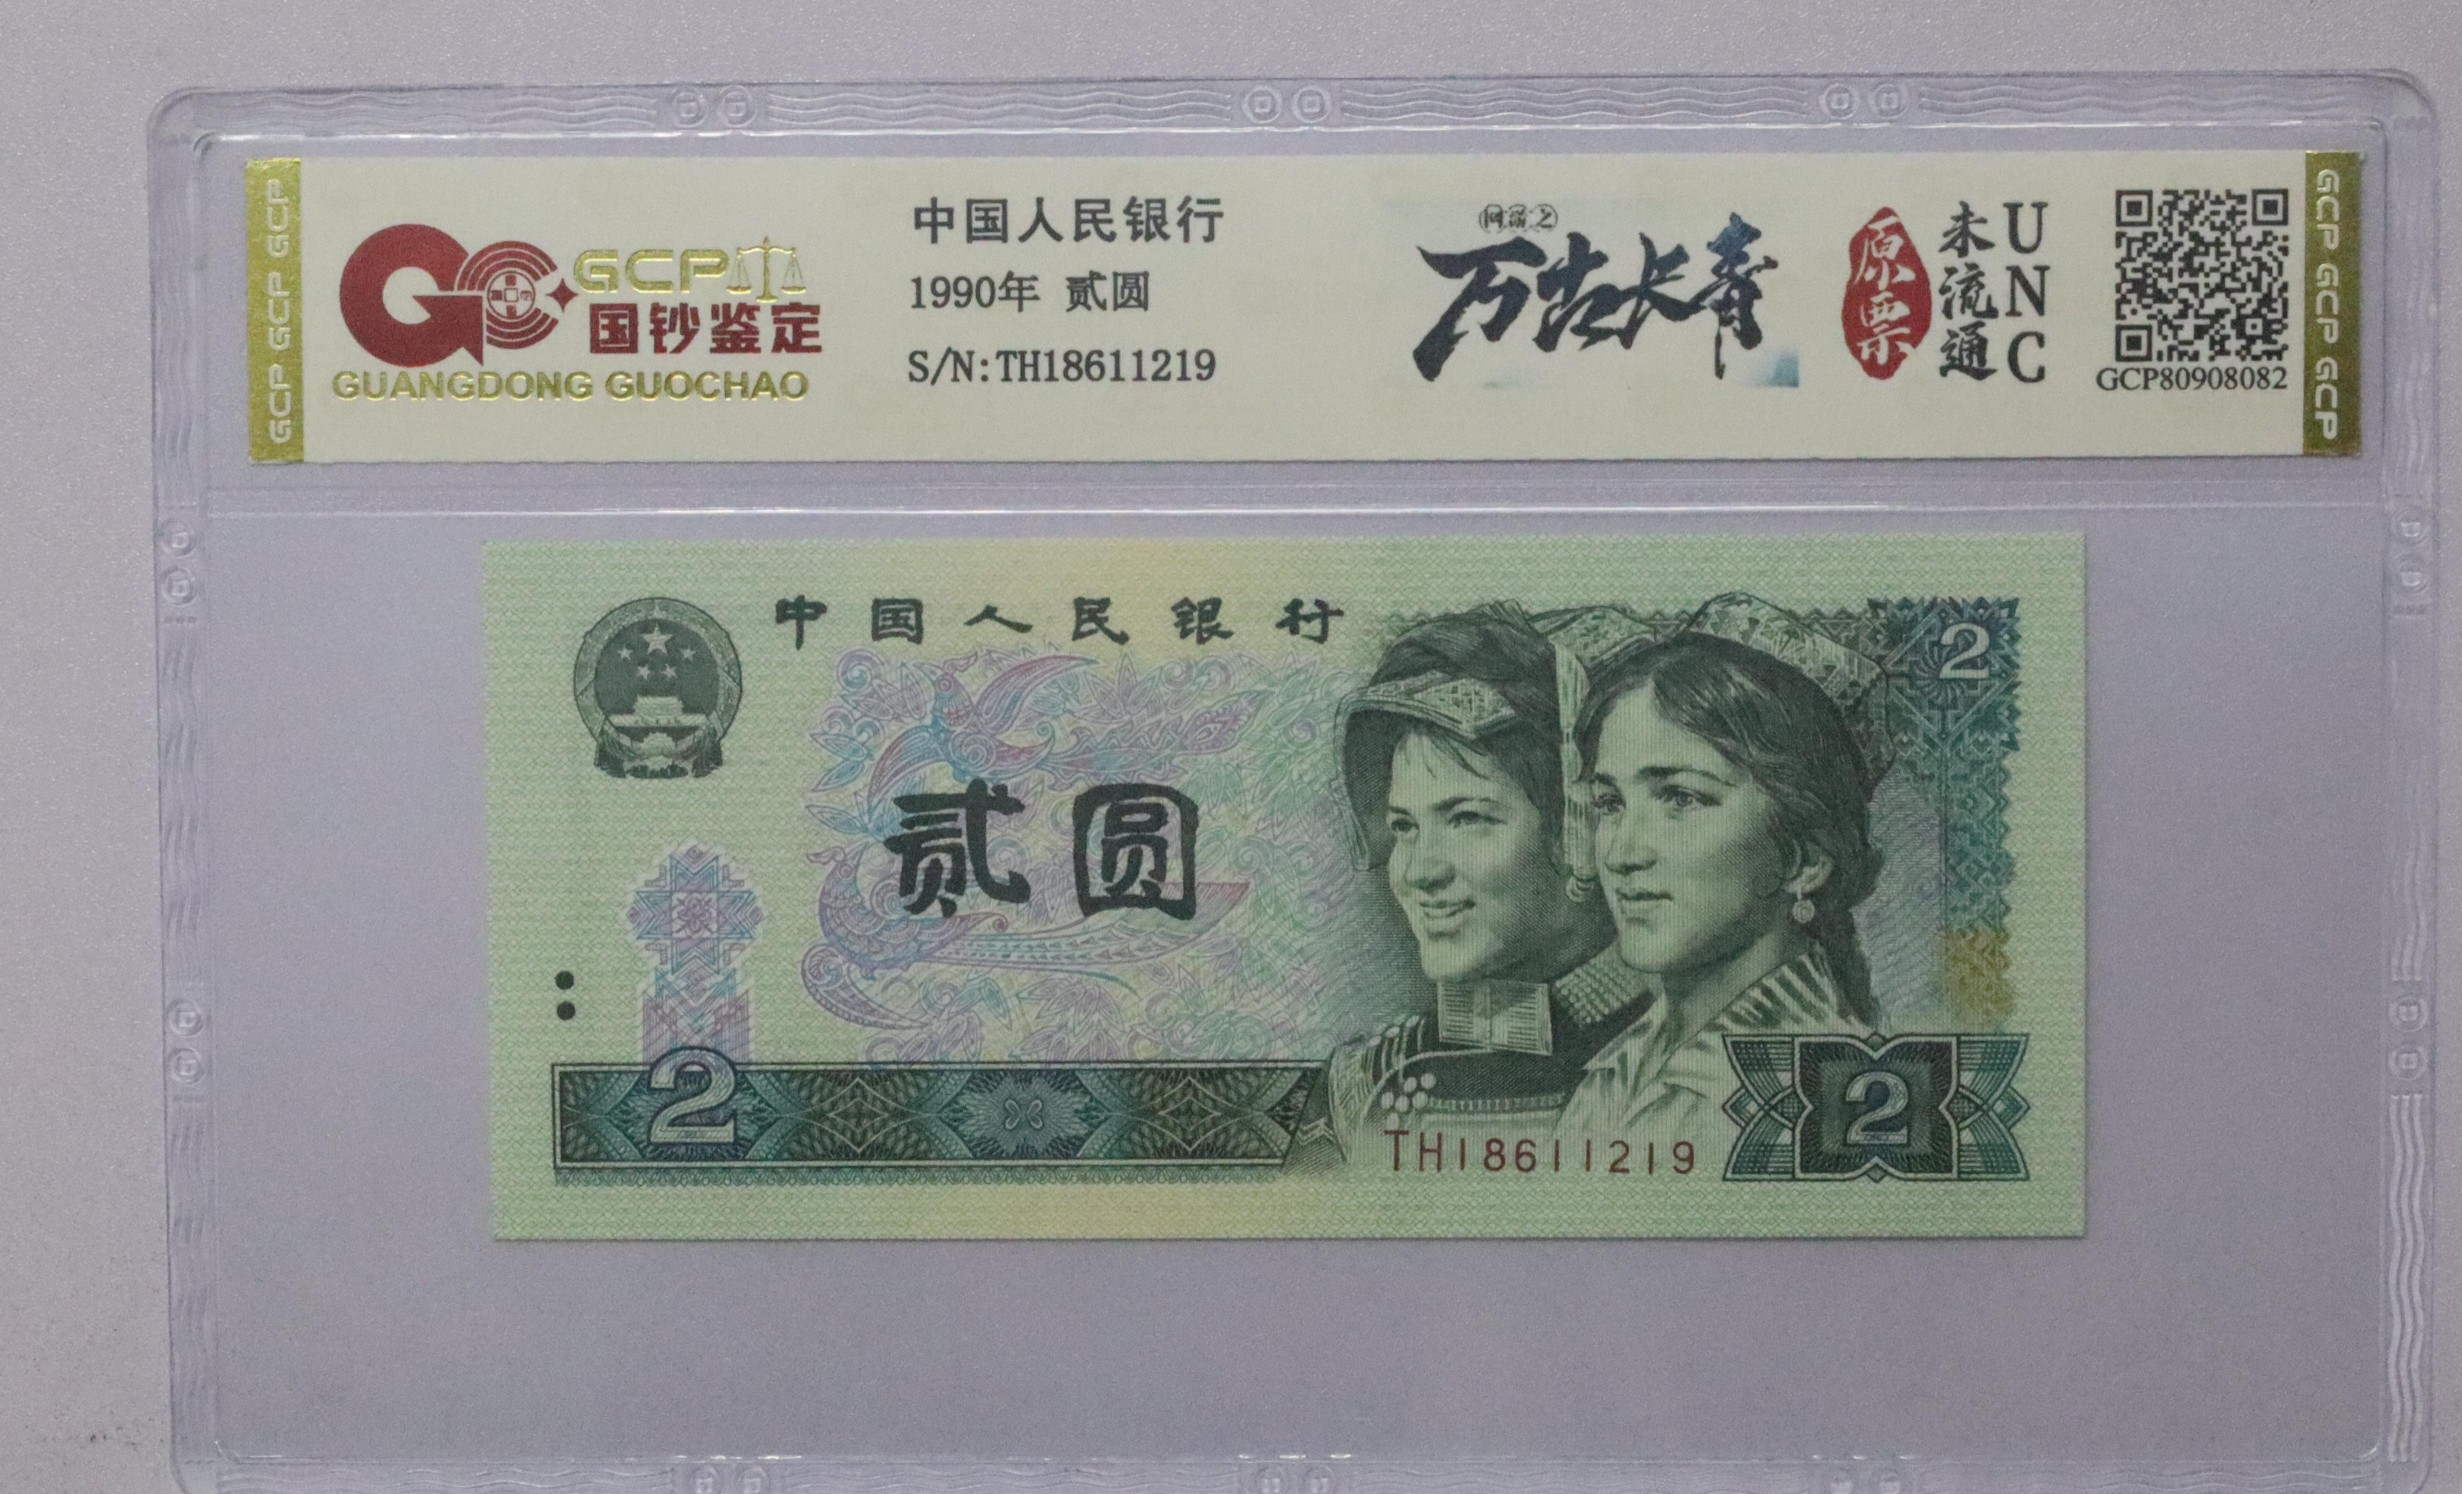 GCP GCP GCP
GCP
国钞鉴定
GUANGDONG GUOCHAO
中国人民银行
1990年 贰圆
S/N:TH18611219
万古长青
原票
未流通
UNC
GCP80908082
GCP GCP GCP
中国人民银行
2
贰圆
2
2
TH18611219